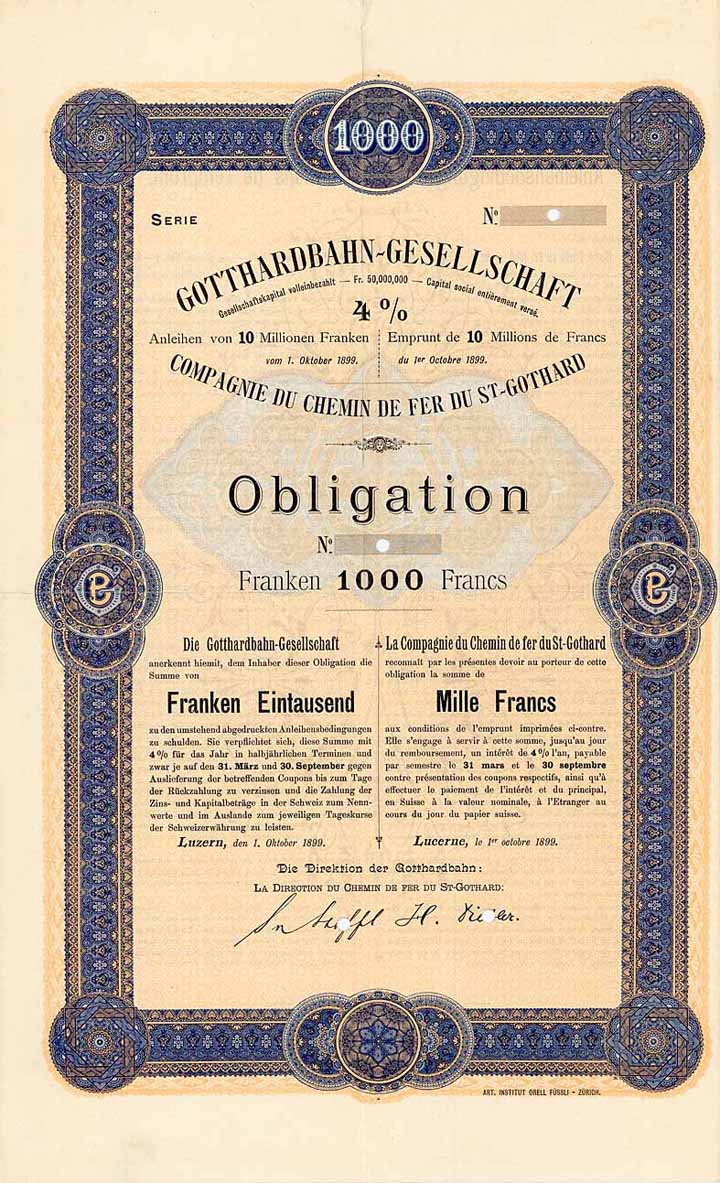 1000
SERIE Nº
GOTTHARDBAHN-GESELLSCHAFT
Gesellschaftskapital volleinbezahlt — Fr. 50,000,000 — Capital social entièrement versé.
4%
Anleihen von 10 Millionen Franken
vom 1. Oktober 1899.
Emprunt de 10 Millions de Francs
du 1er Octobre 1899.
COMPAGNIE DU CHEMIN DE FER DU ST-GOTHARD
Obligation
Nº
Franken 1000 Francs
Die Gotthardbahn-Gesellschaft
anerkennt hiemit, dem Inhaber dieser Obligation die
Summe von
Franken Eintausend
zu den umstehend abgedruckten Anleihensbedingungen
zu schulden. Sie verpflichtet sich, diese Summe mit
4% für das Jahr in halbjährlichen Terminen und
zwar je auf den 31. März und 30. September gegen
Auslieferung der betreffenden Coupons bis zum Tage
der Rückzahlung zu verzinsen und die Zahlung der
Zins- und Kapitalbeträge in der Schweiz zum Nenn-
werte und im Auslande zum jeweiligen Tageskurse
der Schweizerwährung zu leisten.
Luzern, den 1. Oktober 1899.
La Compagnie du Chemin de fer du St-Gothard
reconnaît par les présentes devoir au porteur de cette
obligation la somme de
Mille Francs
aux conditions de l'emprunt imprimées ci-contre.
Elle s'engage à servir à cette somme, jusqu'au jour
du remboursement, un intérêt de 4% l'an, payable
par semestre le 31 mars et le 30 septembre
contre présentation des coupons respectifs, ainsi qu'à
effectuer le paiement de l'intérêt et du principal,
en Suisse à la valeur nominale, à l'Etranger au
cours du jour du papier suisse.
Lucerne, le 1er octobre 1899.
Die Direktion der Gotthardbahn:
LA DIRECTION DU CHEMIN DE FER DU ST-GOTHARD:
ART. INSTITUT ORELL FÜSSLI - ZÜRICH.